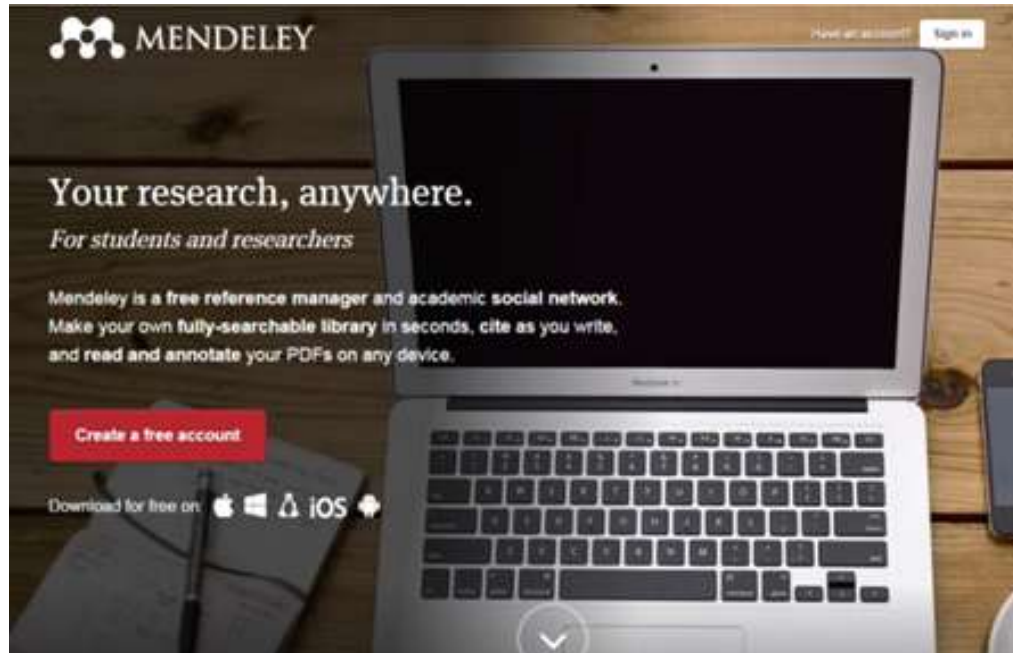 MENDELEY
Have an account? Sign in
Your research, anywhere.
For students and researchers
Mendeley is a free reference manager and academic social network.
Make your own fully-searchable library in seconds, cite as you write,
and read and annotate your PDFs on any device.
Create a free account
Download for free on iOS